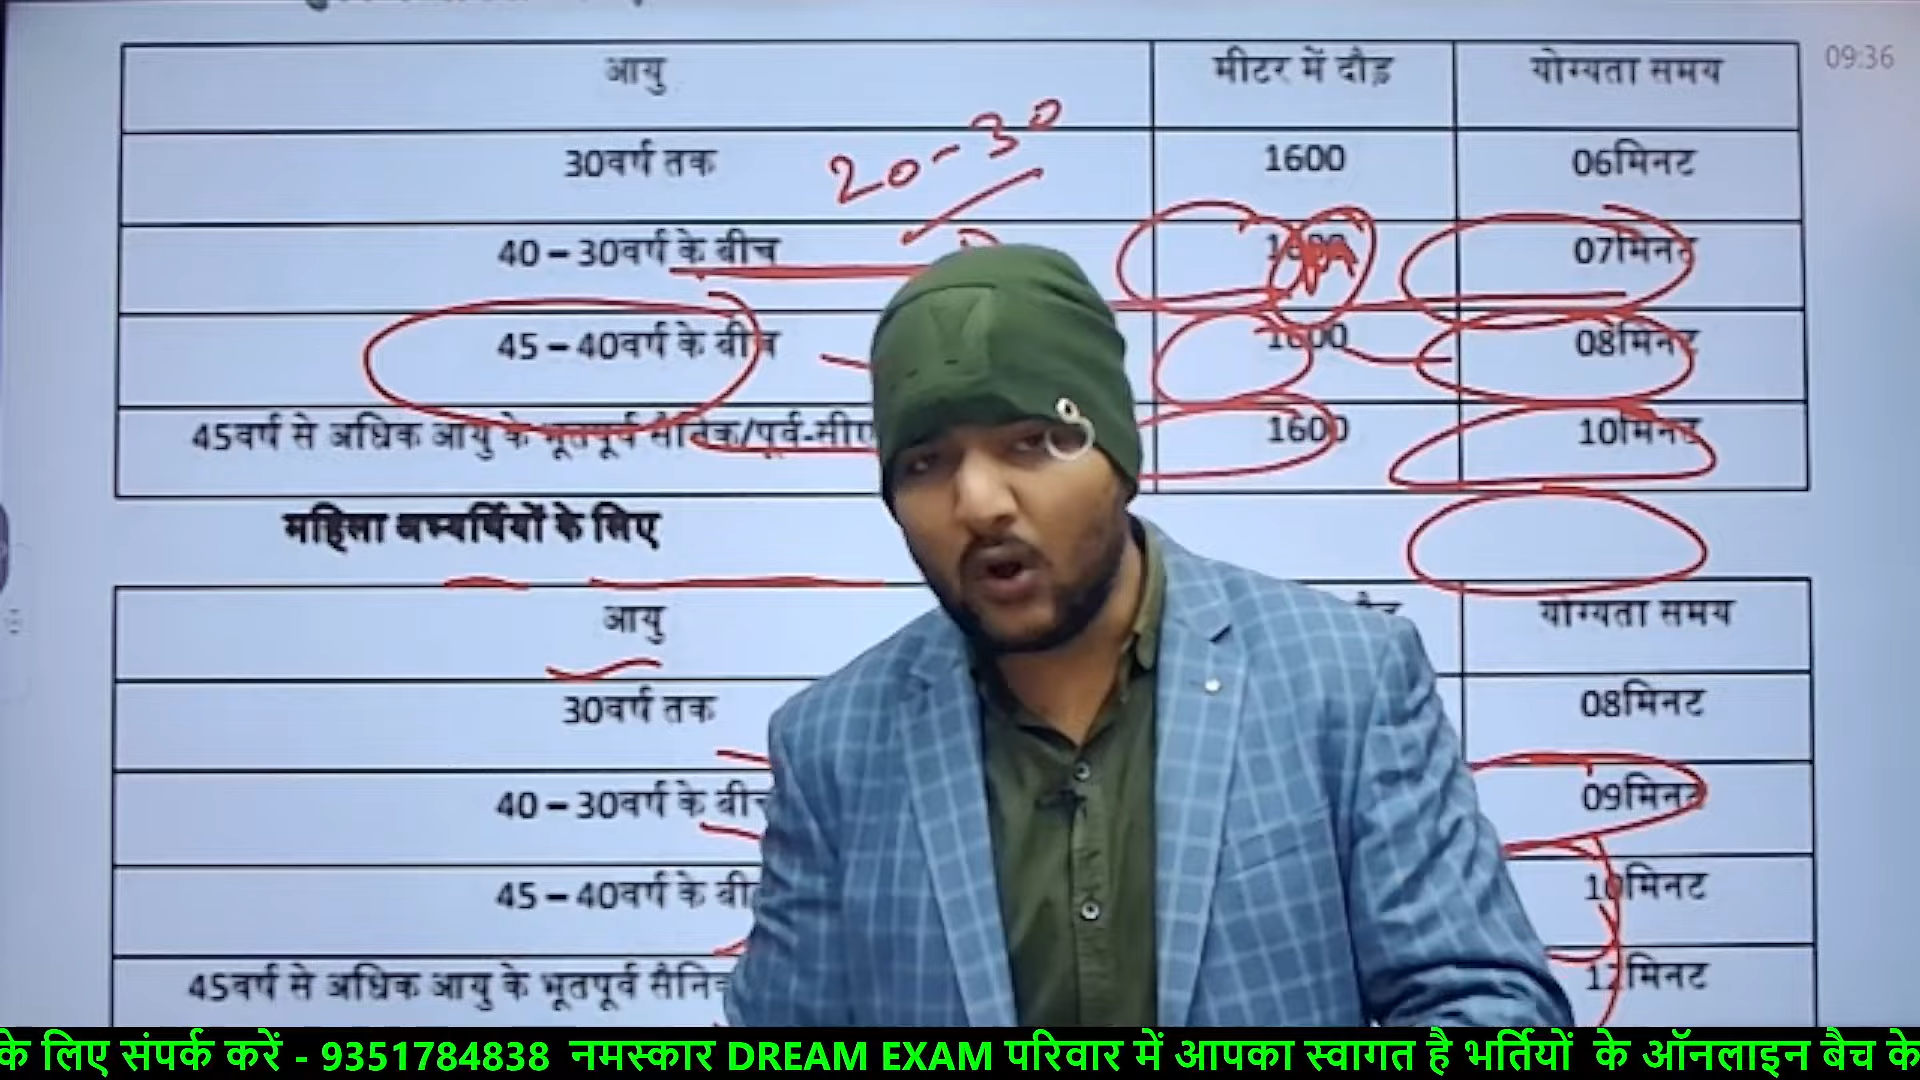 आयु मीटर में दौड़ योग्यता समय
09:36
20-30
30वर्ष तक 1600 06मिनट
40 – 30वर्ष के बीच 07मिनट
45 – 40वर्ष के बीच 1600 08मिनट
45वर्ष से अधिक आयु के भूतपूर्व सैनिक/पूर्व-सीए 1600 10मिनट
महिला अभ्यर्थियों के लिए
आयु योग्यता समय
30वर्ष तक 08मिनट
40 – 30वर्ष के बीच 09मिनट
45 – 40वर्ष के बी 10मिनट
45वर्ष से अधिक आयु के भूतपूर्व सैनि 12मिनट
के लिए संपर्क करें - 9351784838 नमस्कार DREAM EXAM परिवार में आपका स्वागत है भर्तियों के ऑनलाइन बैच के